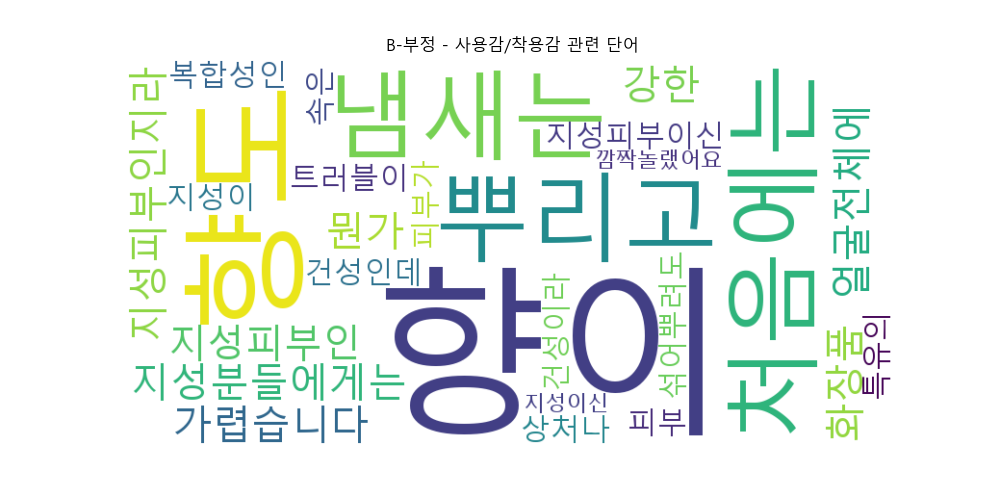 B-부정 - 사용감/착용감 관련 단어
복합성인
속은
냄새는
강한
지성피부인지라
향도
지성피부이신
깜짝놀랬어요
처음에는
얼굴전체에
지성이
트러블이
피부가
뿌리고
뭔가
건성인데
향이
건성이라
섞어뿌려도
지성피부인
지성분들에게는
가렵습니다
지성이신
상처나
피부
화장품
특유의